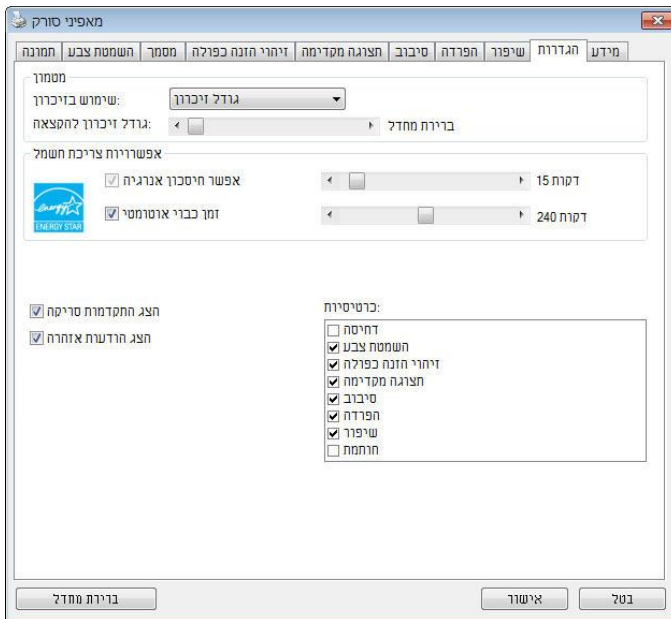 מאפיני סורק
תמונה השמטת צבע מסמך זיהוי הזנה כפולה תצוגה מקדימה סיבוב הפרדה שיפור הגדרות מידע
מטמון
שימוש בזיכרון: גודל זיכרון
גודל זיכרון להקצאה: ברירת מחדל
אפשרויות צריכת חשמל
אפשר חיסכון אנרגיה 15 דקות
זמן כבוי אוטומטי 240 דקות
energy
ENERGY STAR
הצג התקדמות סריקה
הצג הודעות אזהרה
כרטיסיות:
דחיסה
השמטת צבע
זיהוי הזנה כפולה
תצוגה מקדימה
סיבוב
הפרדה
שיפור
חותמת
ברירת מחדל אישור בטל